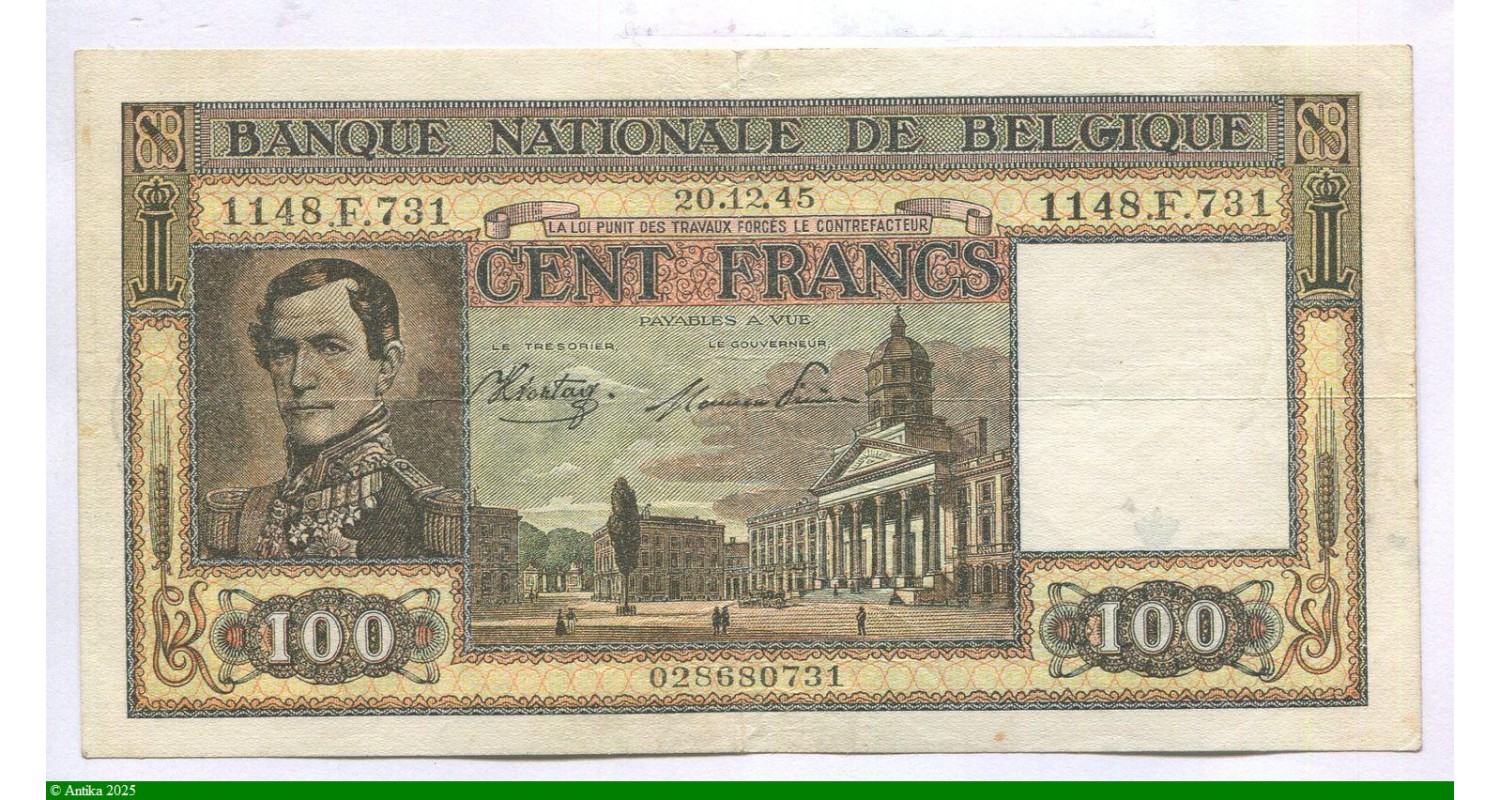 BANQUE NATIONALE DE BELGIQUE
1148.F.731
20.12.45
1148.F.731
LA LOI PUNIT DES TRAVAUX FORCÉS LE CONTREFACTEUR
CENT FRANCS
PAYABLES A VUE
LE TRESORIER,
LE GOUVERNEUR,
100
100
028680731
© Antika 2025